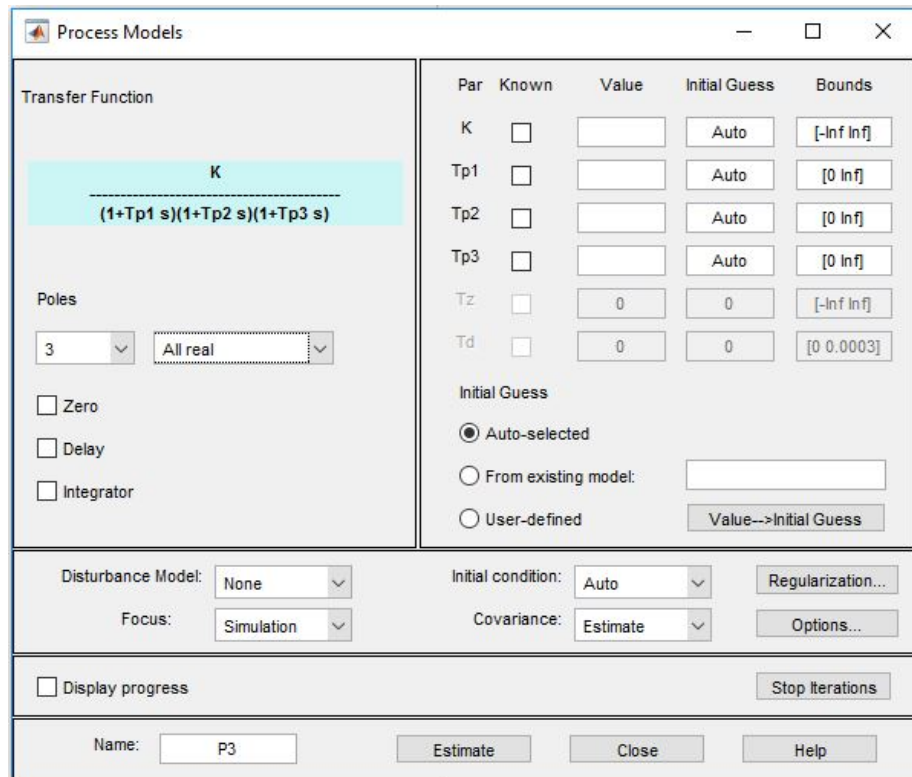 Process Models
Transfer Function
K
----------------------------------------
(1+Tp1 s)(1+Tp2 s)(1+Tp3 s)
Poles
3 All real
Zero
Delay
Integrator
Par Known Value Initial Guess Bounds
K Auto [-Inf Inf]
Tp1 Auto [0 Inf]
Tp2 Auto [0 Inf]
Tp3 Auto [0 Inf]
Tz 0 0 [-Inf Inf]
Td 0 0 [0 0.0003]
Initial Guess
Auto-selected
From existing model:
User-defined Value-->Initial Guess
Disturbance Model: None Initial condition: Auto Regularization...
Focus: Simulation Covariance: Estimate Options...
Display progress Stop Iterations
Name: P3 Estimate Close Help